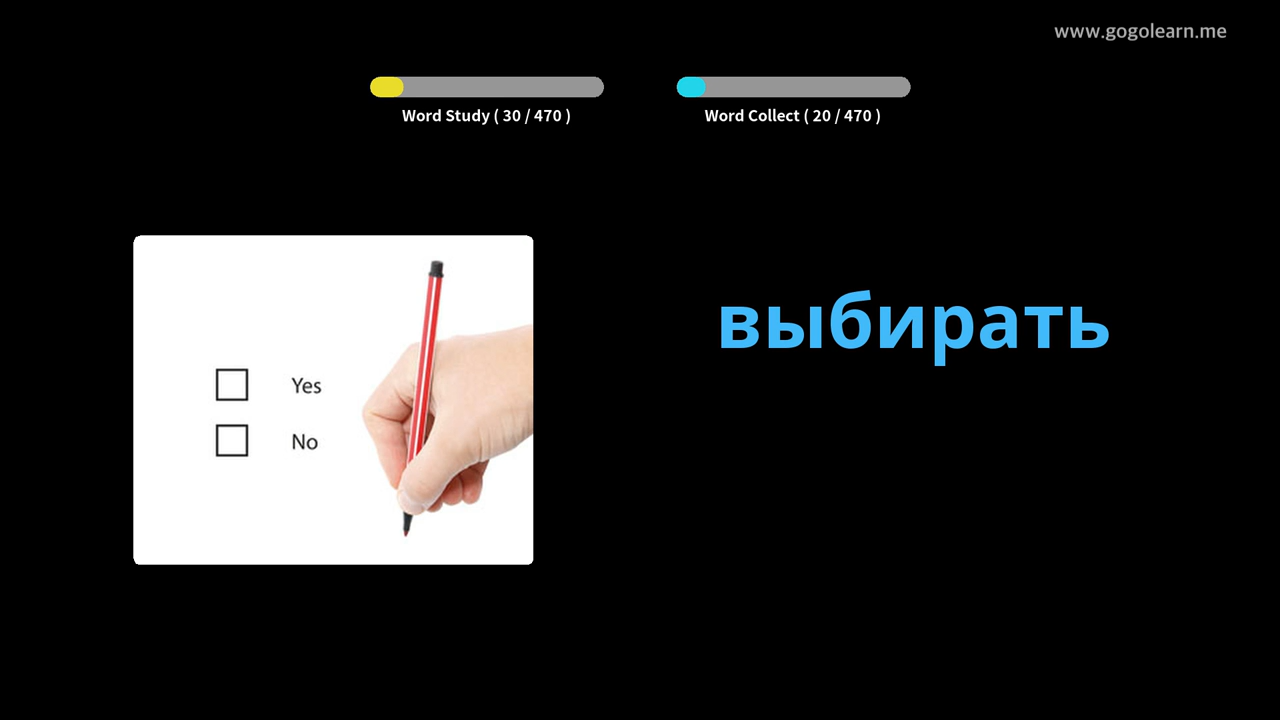 www.gogolearn.me
Word Study ( 30 / 470 )
Word Collect ( 20 / 470 )
Yes
No
выбирать